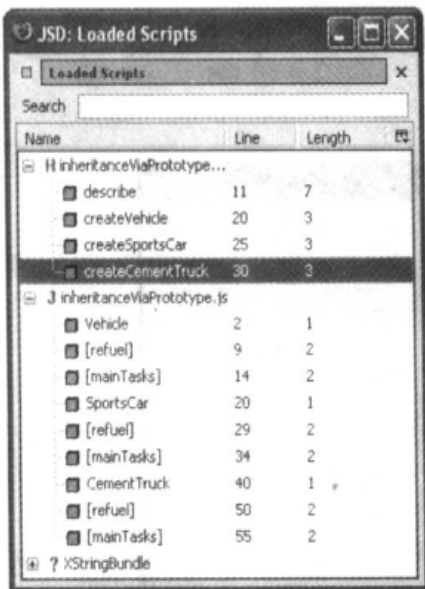 JSD: Loaded Scripts
Loaded Scripts
Search
Name Line Length
H inheritanceViaPrototype...
describe 11 7
createVehicle 20 3
createSportsCar 25 3
createCementTruck 30 3
J inheritanceViaPrototype.js
Vehicle 2 1
[refuel] 9 2
[mainTasks] 14 2
SportsCar 20 1
[refuel] 29 2
[mainTasks] 34 2
CementTruck 40 1
[refuel] 50 2
[mainTasks] 55 2
? XStringBundle